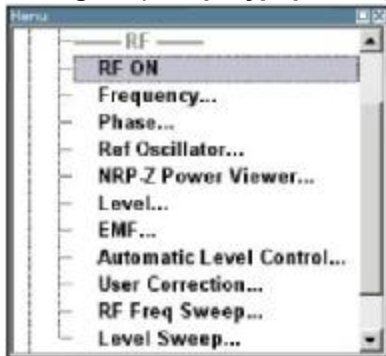 Menu
RF
RF ON
Frequency...
Phase...
Ref Oscillator...
NRP-Z Power Viewer...
Level...
EMF...
Automatic Level Control...
User Correction...
RF Freq Sweep...
Level Sweep...